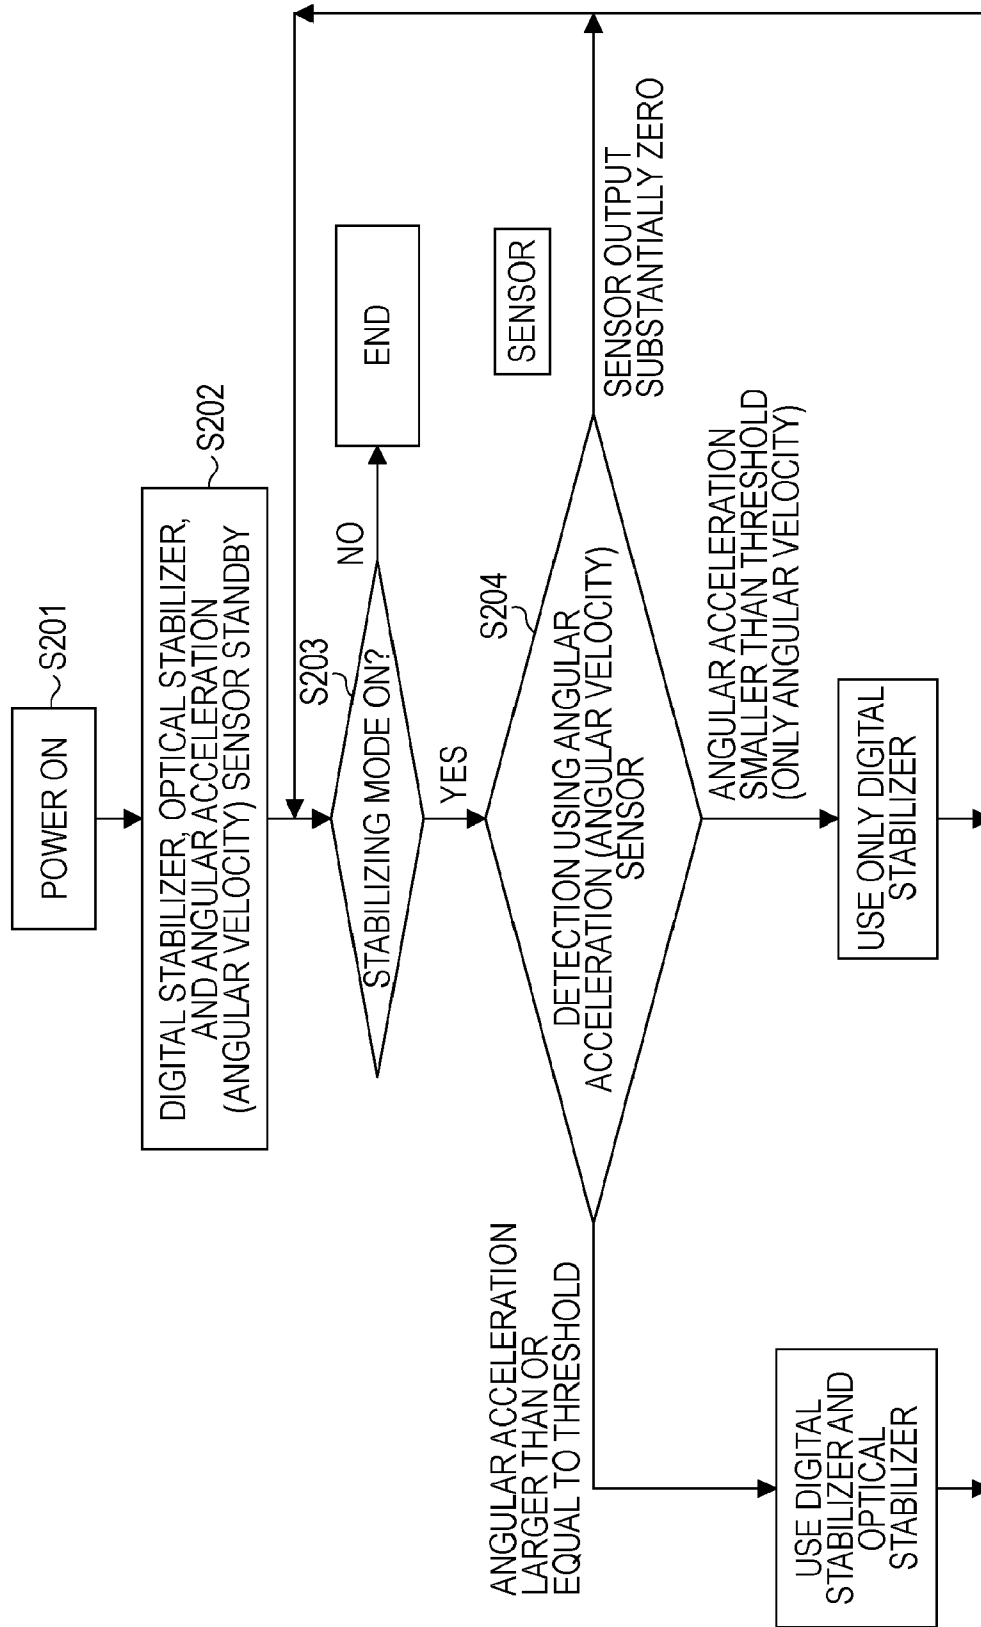 POWER ON
S201
DIGITAL STABILIZER, OPTICAL STABILIZER,
AND ANGULAR ACCELERATION
(ANGULAR VELOCITY) SENSOR STANDBY
S202
STABILIZING MODE ON?
S203
NO
END
YES
DETECTION USING ANGULAR
ACCELERATION (ANGULAR VELOCITY)
SENSOR
S204
SENSOR
SENSOR OUTPUT
SUBSTANTIALLY ZERO
ANGULAR ACCELERATION
LARGER THAN OR
EQUAL TO THRESHOLD
ANGULAR ACCELERATION
SMALLER THAN THRESHOLD
(ONLY ANGULAR VELOCITY)
USE DIGITAL
STABILIZER AND
OPTICAL
STABILIZER
USE ONLY DIGITAL
STABILIZER